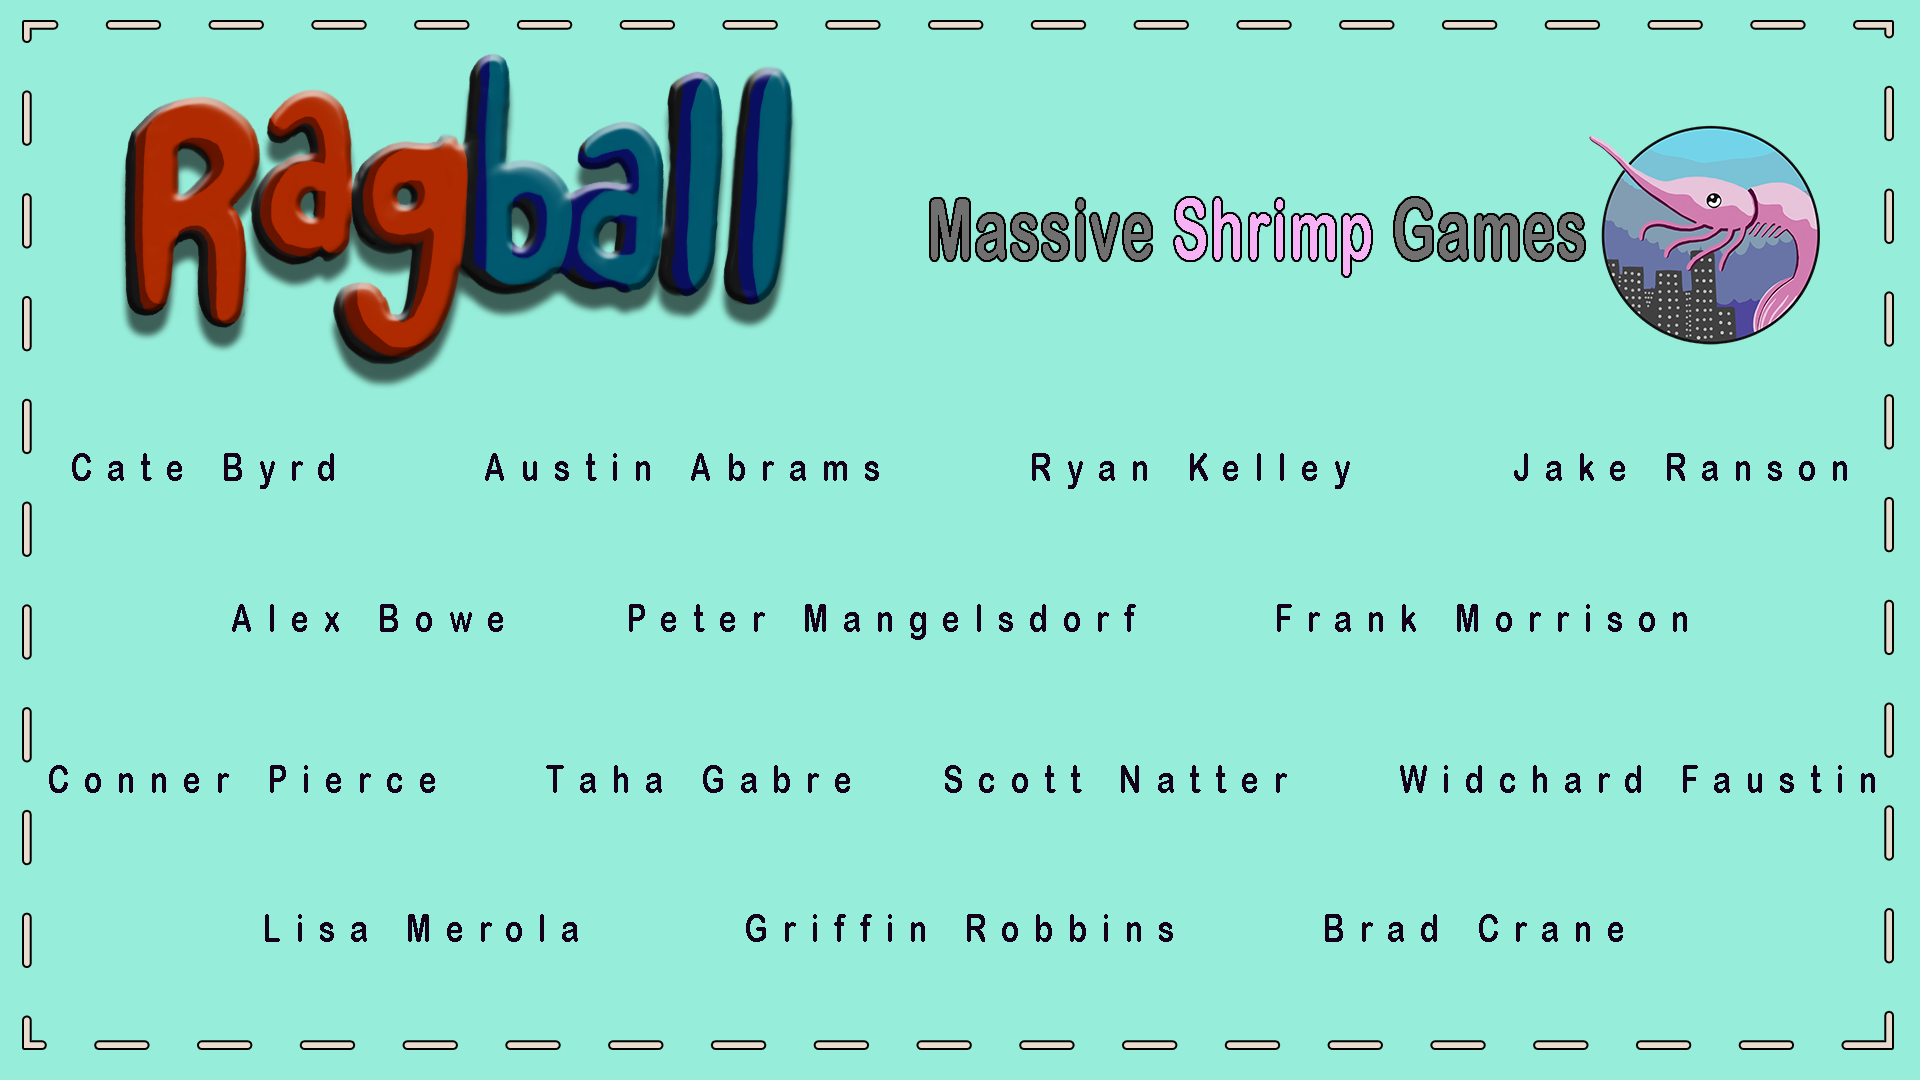 Ragball
Massive Shrimp Games
Cate Byrd Austin Abrams Ryan Kelley Jake Ranson
Alex Bowe Peter Mangelsdorf Frank Morrison
Conner Pierce Taha Gabre Scott Natter Widchard Faustin
Lisa Merola Griffin Robbins Brad Crane